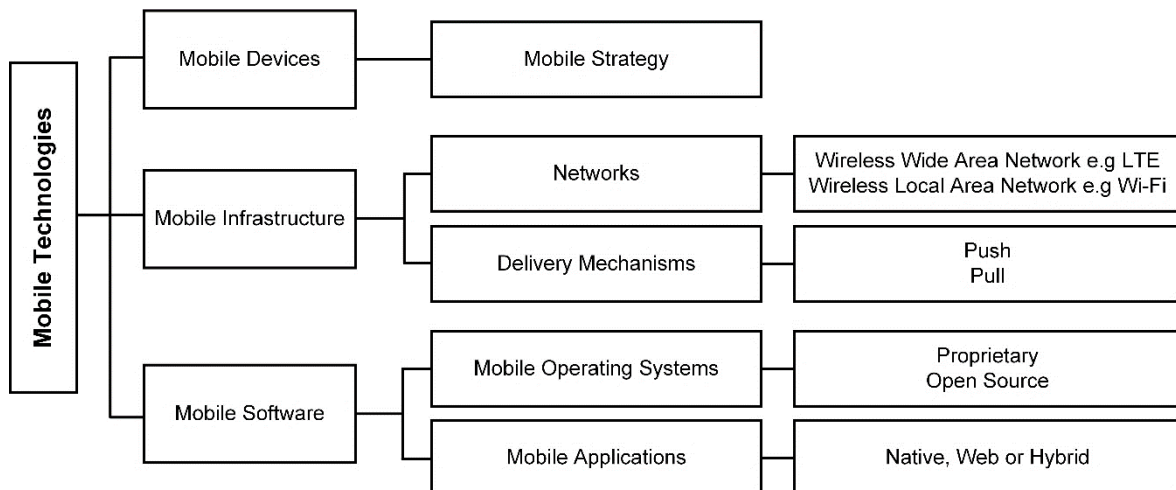 Mobile Technologies
Mobile Devices
Mobile Strategy
Mobile Infrastructure
Networks
Wireless Wide Area Network e.g LTE
Wireless Local Area Network e.g Wi-Fi
Delivery Mechanisms
Push
Pull
Mobile Software
Mobile Operating Systems
Proprietary
Open Source
Mobile Applications
Native, Web or Hybrid